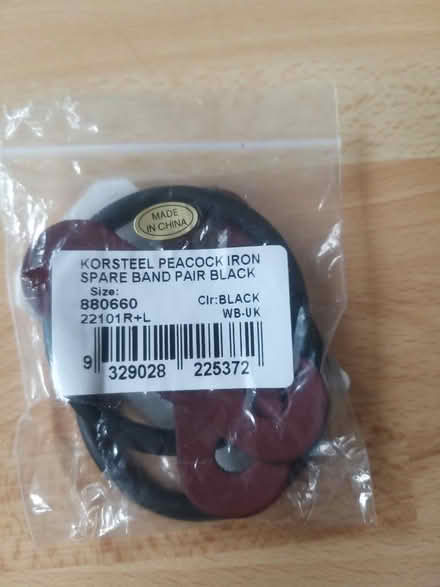 MADE
IN CHINA
KORSTEEL PEACOCK IRON
SPARE BAND PAIR BLACK
Size:
880660 Clr:BLACK
22101R+L WB-UK
9 329028 225372